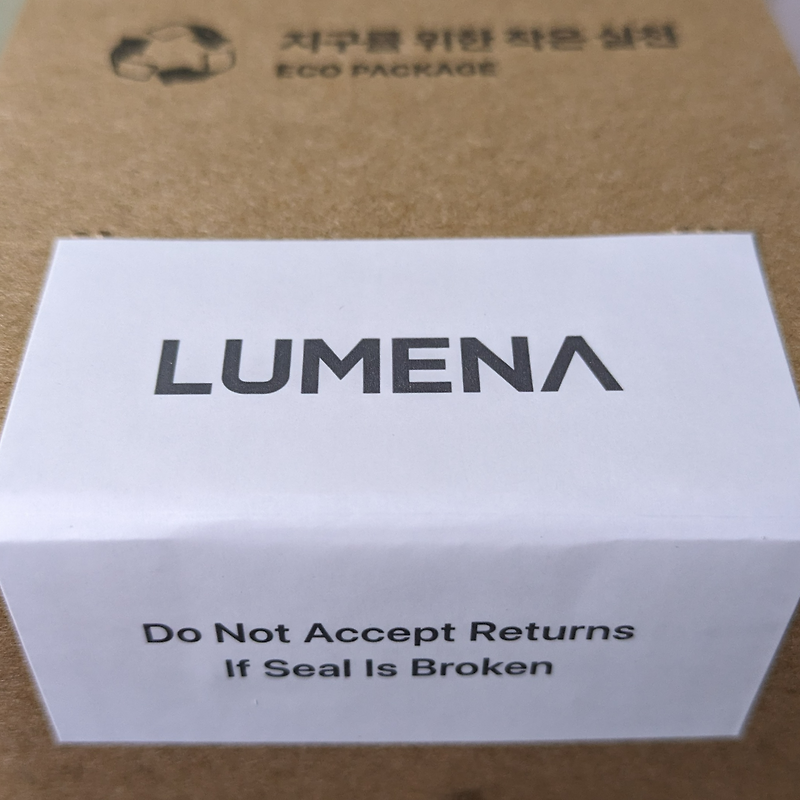 지구를 위한 작은 실천
ECO PACKAGE
LUMENA
Do Not Accept Returns
If Seal Is Broken